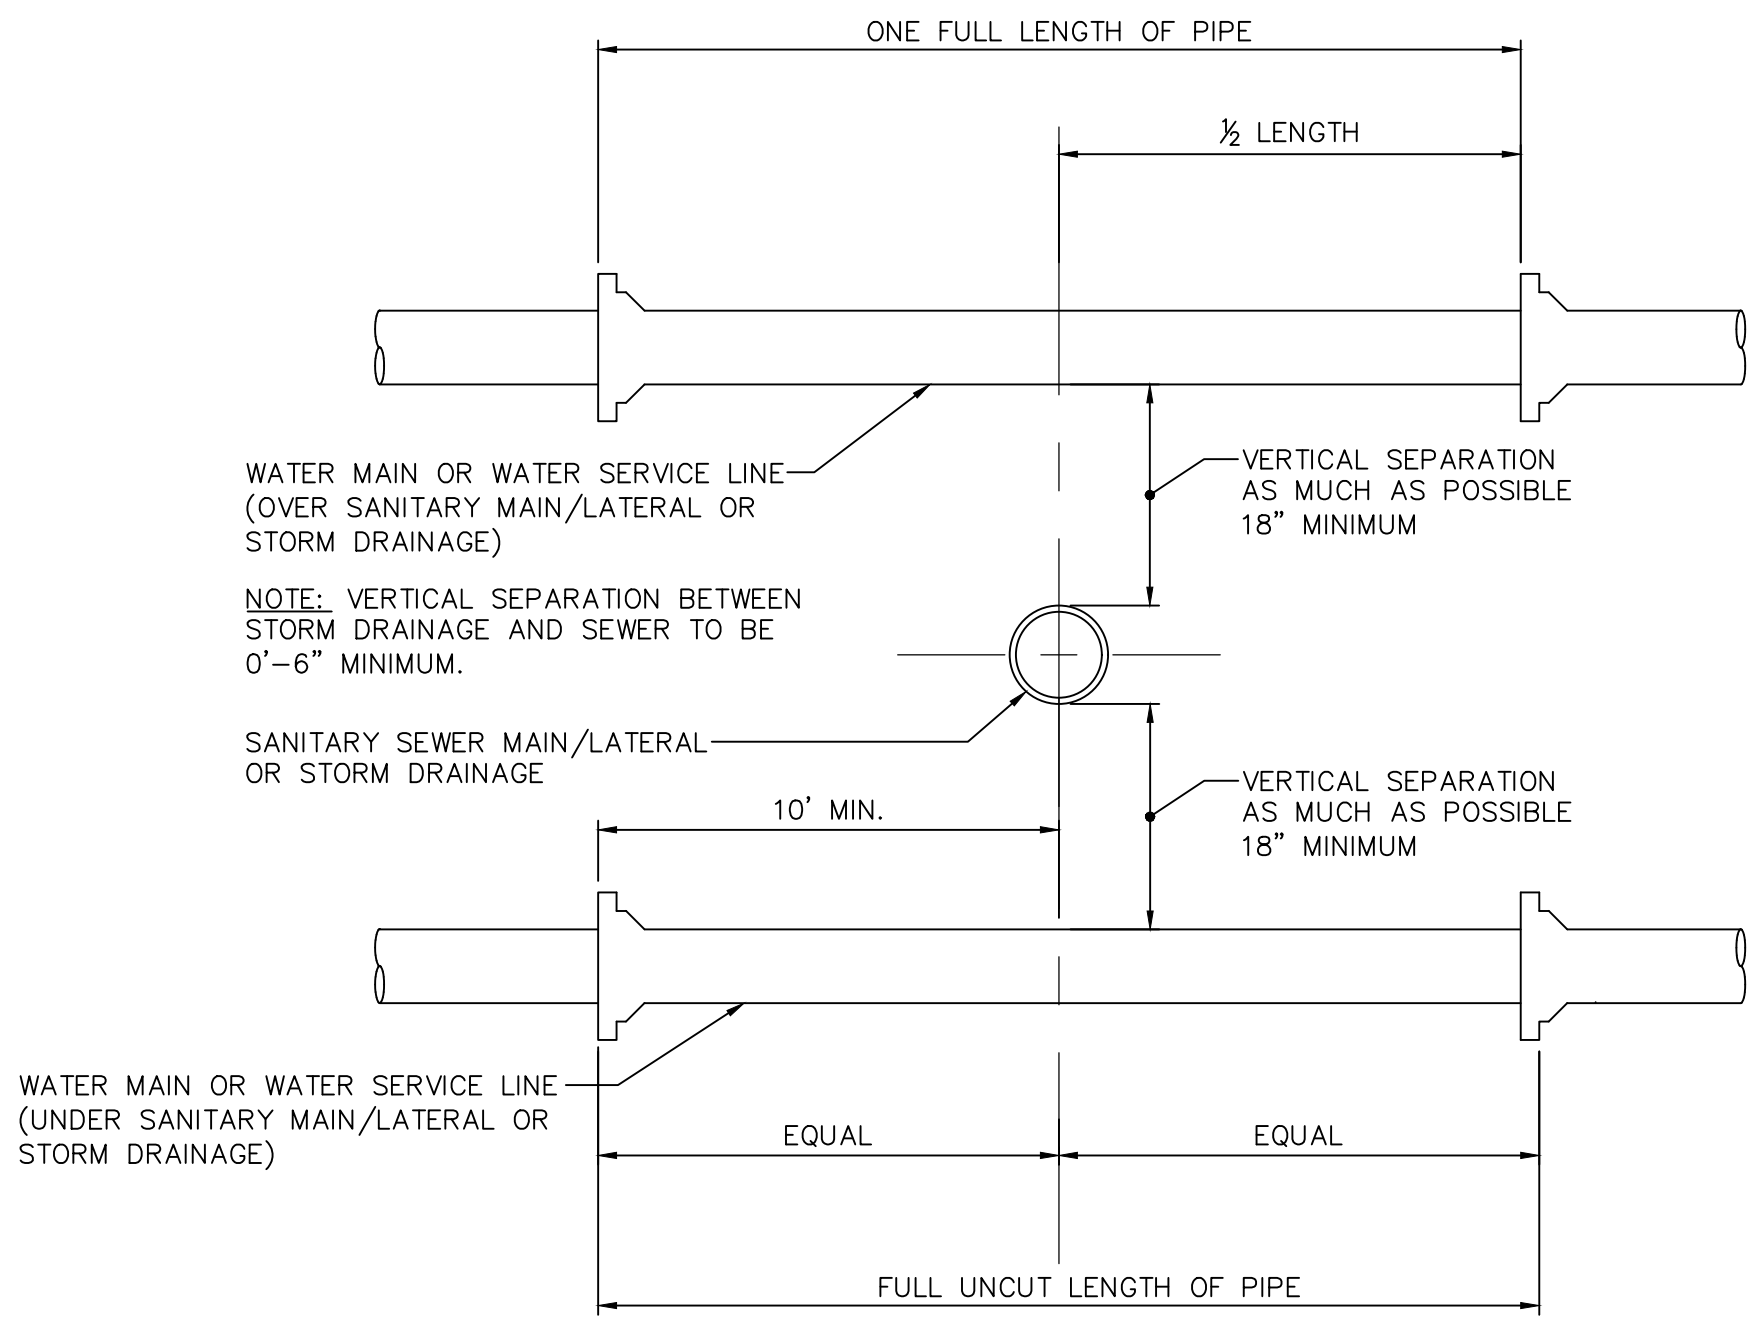 ONE FULL LENGTH OF PIPE
½ LENGTH
WATER MAIN OR WATER SERVICE LINE
(OVER SANITARY MAIN/LATERAL OR
STORM DRAINAGE)
VERTICAL SEPARATION
AS MUCH AS POSSIBLE
18" MINIMUM
NOTE: VERTICAL SEPARATION BETWEEN
STORM DRAINAGE AND SEWER TO BE
0'-6" MINIMUM.
SANITARY SEWER MAIN/LATERAL
OR STORM DRAINAGE
10' MIN.
VERTICAL SEPARATION
AS MUCH AS POSSIBLE
18" MINIMUM
WATER MAIN OR WATER SERVICE LINE
(UNDER SANITARY MAIN/LATERAL OR
STORM DRAINAGE)
EQUAL
EQUAL
FULL UNCUT LENGTH OF PIPE